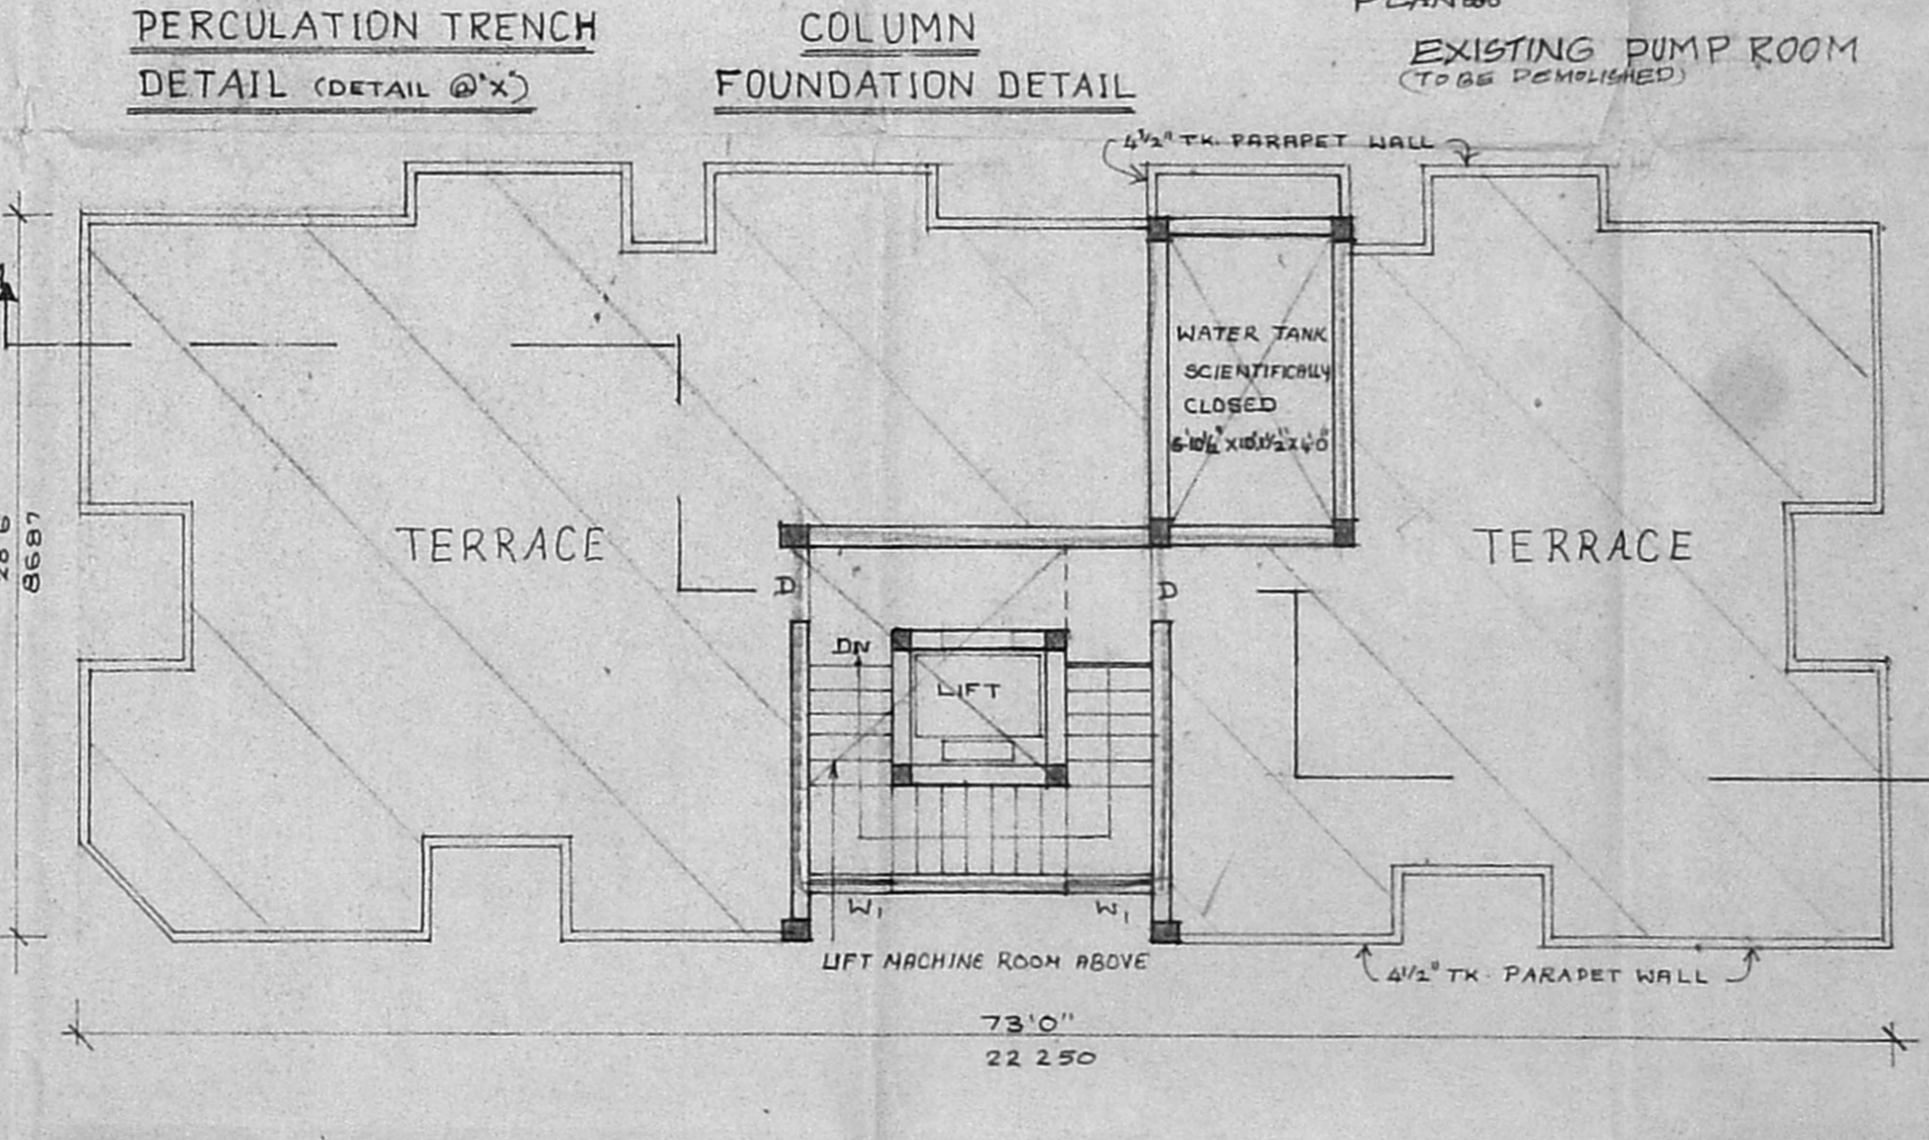 PERCULATION TRENCH
DETAIL (DETAIL @'X')
COLUMN
FOUNDATION DETAIL
EXISTING PUMP ROOM
(TO BE DEMOLISHED)
4½" TK. PARAPET WALL
WATER TANK
SCIENTIFICALLY
CLOSED
TERRACE
TERRACE
8687
D
D
DN
LIFT
W1
W1
LIFT MACHINE ROOM ABOVE
4 1/2" TK. PARAPET WALL
73'0"
22 250